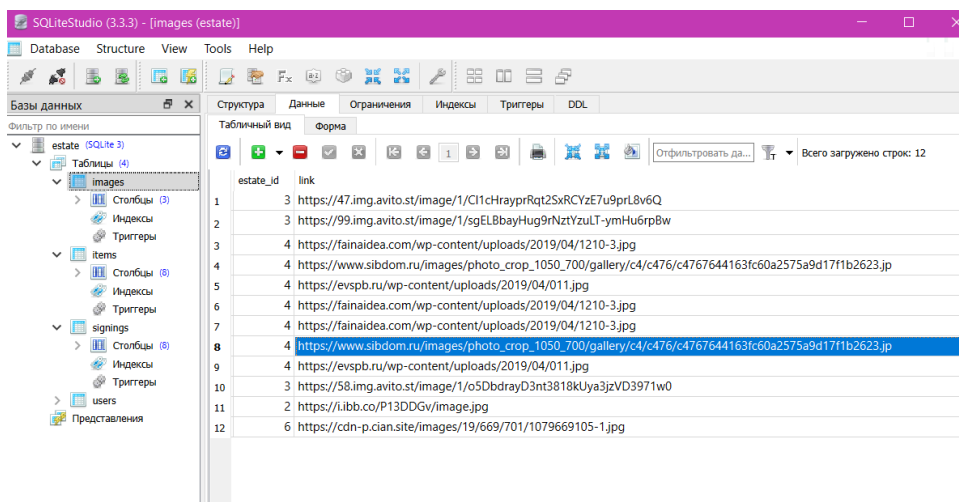 SQLiteStudio (3.3.3) - [images (estate)]
Database Structure View Tools Help
Базы данных
Фильтр по имени
estate (SQLite 3)
Таблицы (4)
images
Столбцы (3)
Индексы
Триггеры
items
Столбцы (8)
Индексы
Триггеры
signings
Столбцы (8)
Индексы
Триггеры
users
Представления
Структура Данные Ограничения Индексы Триггеры DDL
Табличный вид Форма
1 Отфильтровать да... Всего загружено строк: 12
estate_id link
1 3 https://47.img.avito.st/image/1/CI1cHrayprRqt2SxRCYzE7u9prL8v6Q
2 3 https://99.img.avito.st/image/1/sgELBbayHug9rNztYzuLT-ymHu6rpBw
3 4 https://fainaidea.com/wp-content/uploads/2019/04/1210-3.jpg
4 4 https://www.sibdom.ru/images/photo_crop_1050_700/gallery/c4/c476/c4767644163fc60a2575a9d17f1b2623.jp
5 4 https://evspb.ru/wp-content/uploads/2019/04/011.jpg
6 4 https://fainaidea.com/wp-content/uploads/2019/04/1210-3.jpg
7 4 https://fainaidea.com/wp-content/uploads/2019/04/1210-3.jpg
8 4 https://www.sibdom.ru/images/photo_crop_1050_700/gallery/c4/c476/c4767644163fc60a2575a9d17f1b2623.jp
9 4 https://evspb.ru/wp-content/uploads/2019/04/011.jpg
10 3 https://58.img.avito.st/image/1/o5DbdrayD3nt3818kUya3jzVD3971w0
11 2 https://i.ibb.co/P13DDGv/image.jpg
12 6 https://cdn-p.cian.site/images/19/669/701/1079669105-1.jpg